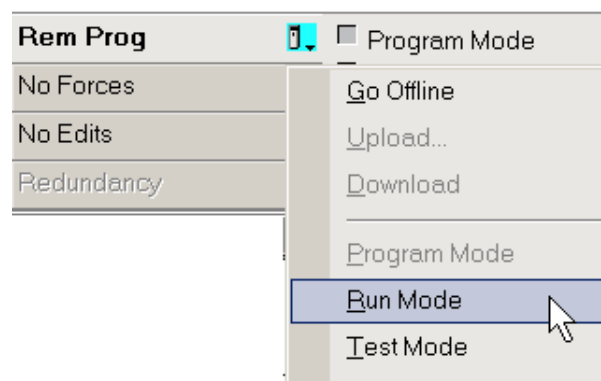 Rem Prog
Program Mode
No Forces
No Edits
Redundancy
Go Offline
Upload...
Download
Program Mode
Run Mode
Test Mode